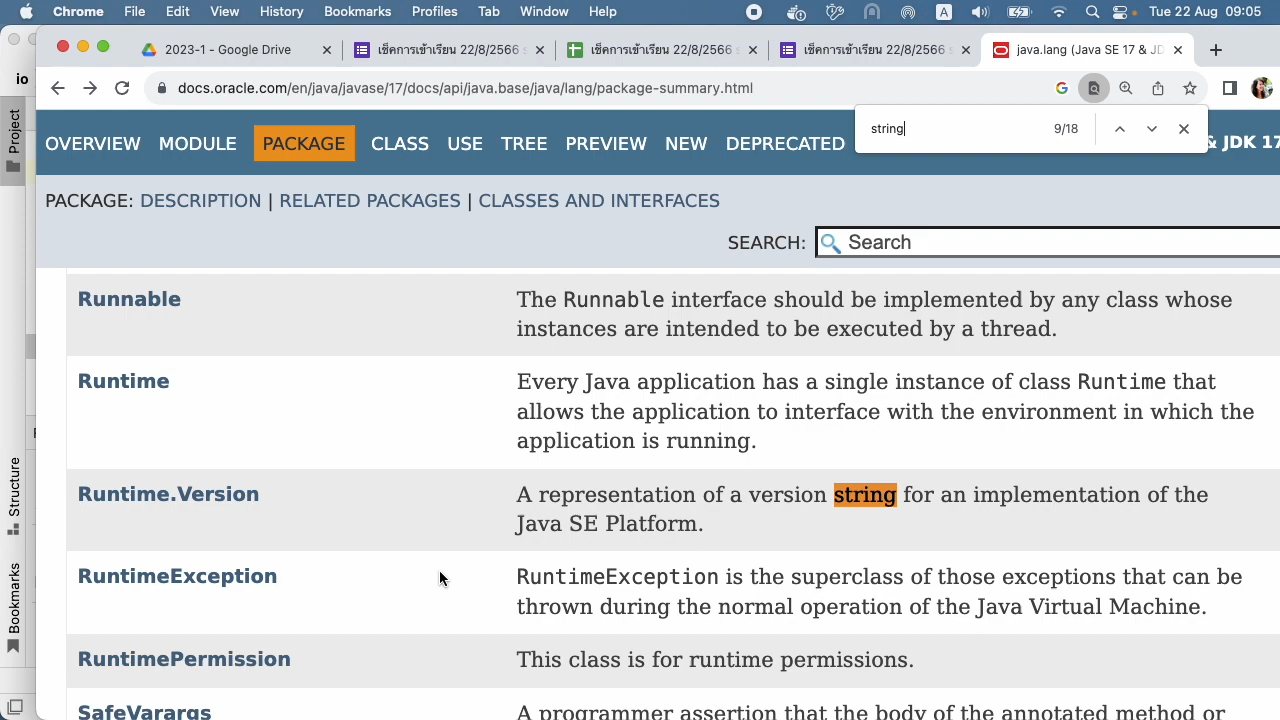 Chrome File Edit View History Bookmarks Profiles Tab Window Help A Tue 22 Aug 09:05
2023-1 - Google Drive เช็คการเข้าเรียน 22/8/2566 เช็คการเข้าเรียน 22/8/2566 เช็คการเข้าเรียน 22/8/2566 java.lang (Java SE 17 & JD
io
docs.oracle.com/en/java/javase/17/docs/api/java.base/java/lang/package-summary.html
string 9/18
Project
OVERVIEW MODULE PACKAGE CLASS USE TREE PREVIEW NEW DEPRECATED & JDK 17
PACKAGE: DESCRIPTION | RELATED PACKAGES | CLASSES AND INTERFACES
SEARCH: Search
Runnable The Runnable interface should be implemented by any class whose
instances are intended to be executed by a thread.
Runtime Every Java application has a single instance of class Runtime that
allows the application to interface with the environment in which the
application is running.
Structure
Runtime.Version A representation of a version string for an implementation of the
Java SE Platform.
Bookmarks
RuntimeException RuntimeException is the superclass of those exceptions that can be
thrown during the normal operation of the Java Virtual Machine.
RuntimePermission This class is for runtime permissions.
SafeVarargs A programmer assertion that the body of the annotated method or